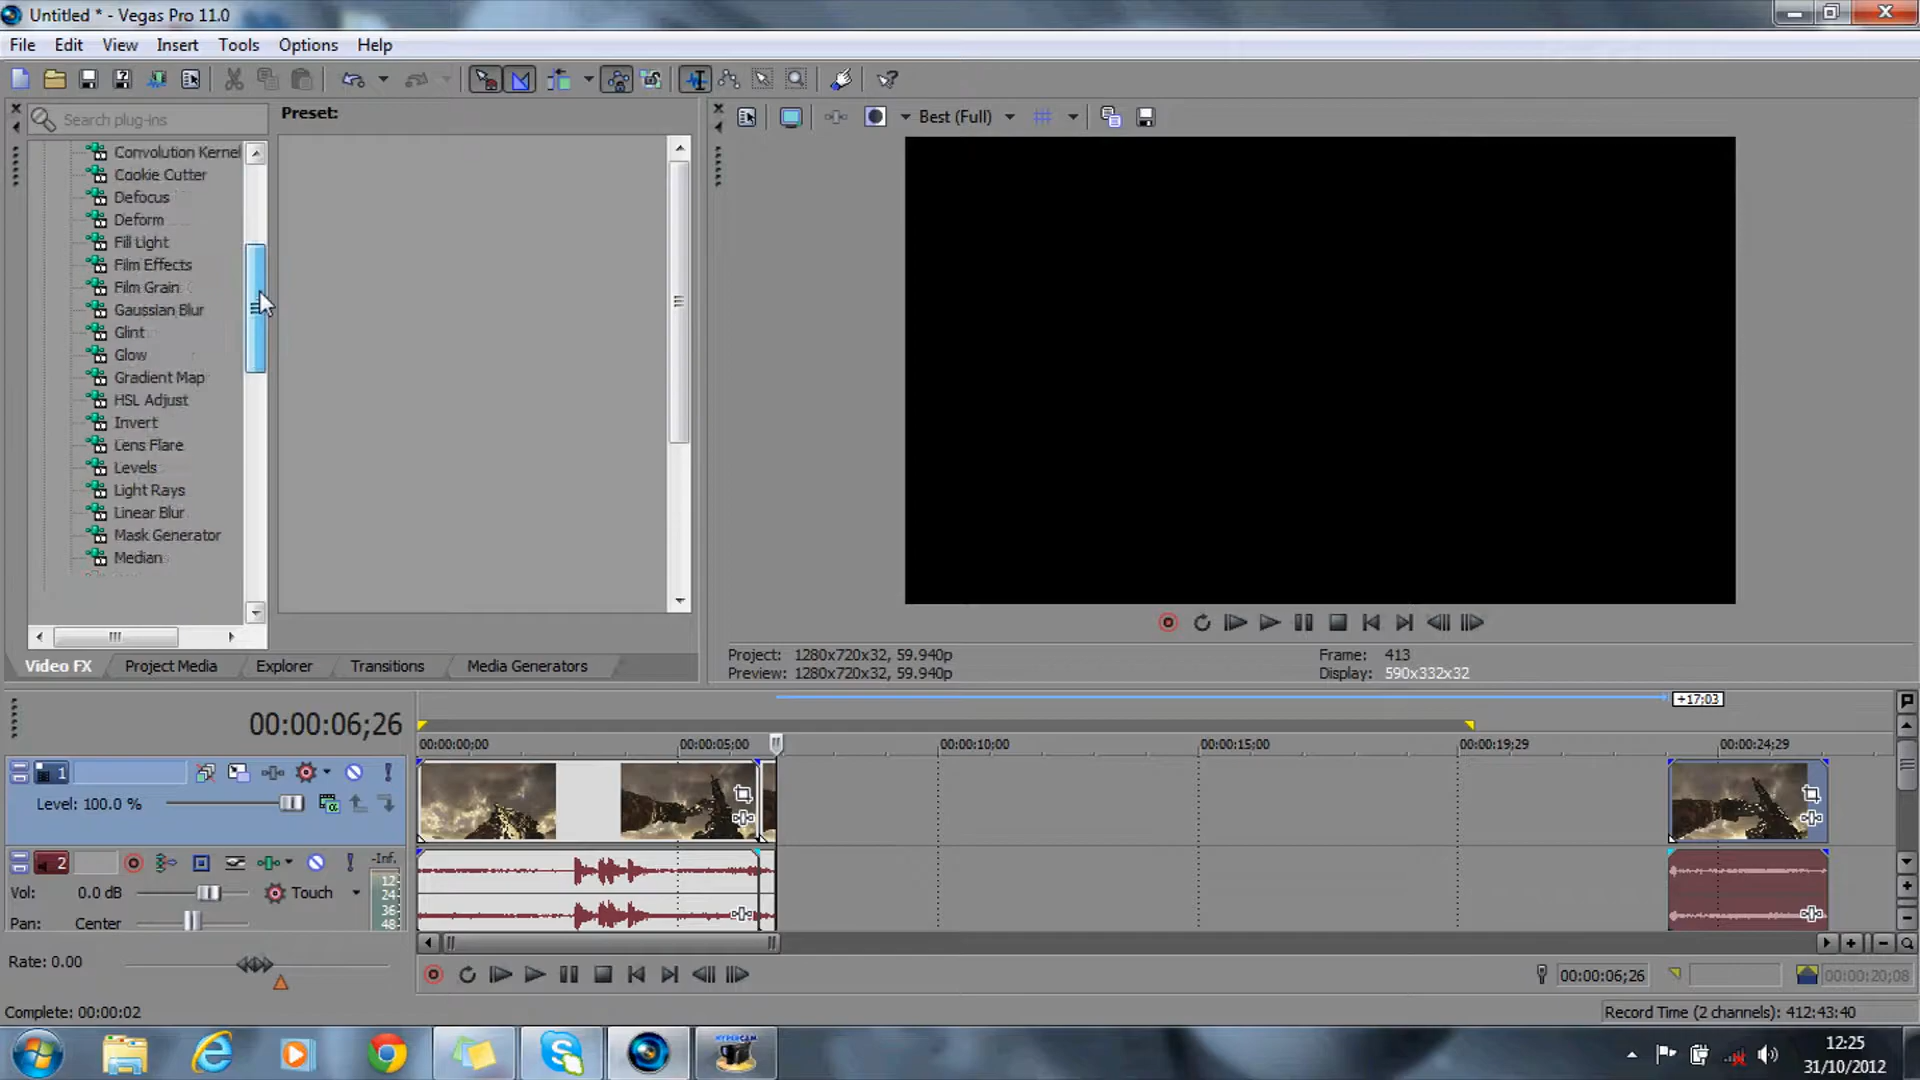 Untitled * - Vegas Pro 11.0
File Edit View Insert Tools Options Help
Search plug-ins
Preset:
Best (Full)
Convolution Kernel
Cookie Cutter
Defocus
Deform
Fill Light
Film Effects
Film Grain
Gaussian Blur
Glint
Glow
Gradient Map
HSL Adjust
Invert
Lens Flare
Levels
Light Rays
Linear Blur
Mask Generator
Median
Video FX Project Media Explorer Transitions Media Generators
Project: 1280x720x32, 59.940p Frame: 413
Preview: 1280x720x32, 59.940p Display: 590x332x32
+17;03
00:00:06;26
00:00:00;00 00:00:05;00 00:00:10;00 00:00:15;00 00:00:19;29 00:00:24;29
1
Level: 100.0 %
2 -Inf.
Vol: 0.0 dB Touch
12
24
36
48
Pan: Center
Rate: 0.00
00:00:06;26 00:00:20;08
Complete: 00:00:02
Record Time (2 channels): 412:43:40
HYPERCAM
12:25
31/10/2012